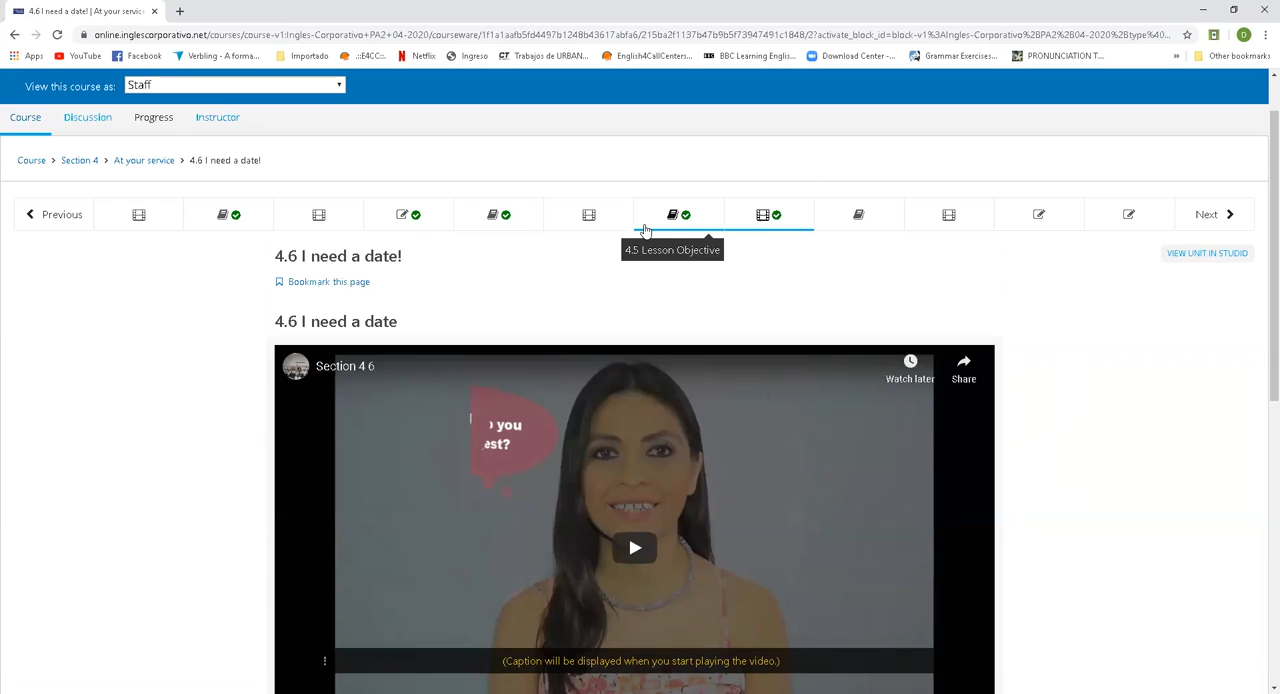 4.6 I need a date! | At your service
online.inglescorporativo.net/courses/course-v1:Ingles-Corporativo+PA2+04-2020/courseware/1f1a1aafb5fd4497b1248b43617abfa6/215ba2f1137b47b9b5f73947491c1848/2?activate_block_id=block-v1%3AIngles-Corporativo%2BPA2%2B04-2020%2Btype%40...
Apps YouTube Facebook Verbling - A forma... Importado .::E4CC::. Netflix Ingreso Trabajos de URBAN... English4CallCenters... BBC Learning Englis... Download Center -... Grammar Exercises... PRONUNCIATION T... » Other bookmarks
View this course as: Staff
Course Discussion Progress Instructor
Course > Section 4 > At your service > 4.6 I need a date!
Previous Next
4.5 Lesson Objective
4.6 I need a date!
VIEW UNIT IN STUDIO
Bookmark this page
4.6 I need a date
Section 4 6
Watch later Share
you
est?
(Caption will be displayed when you start playing the video.)